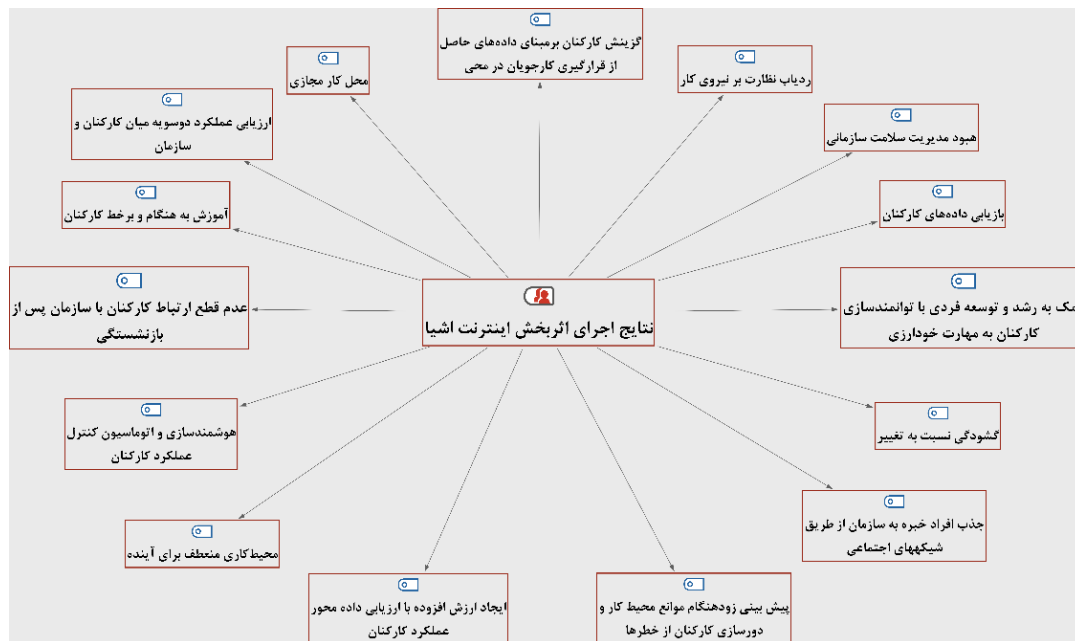 گزینش کارکنان برمبنای داده‌های حاصل
از قرارگیری کارجویان در محی
ردیاب نظارت بر نیروی کار
محل کار مجازی
هبود مدیریت سلامت سازمانی
ارزیابی عملکرد دوسویه میان کارکنان و
سازمان
بازیابی داده‌های کارکنان
آموزش به هنگام و برخط کارکنان
مک به رشد و توسعه فردی با توانمندسازی
کارکنان به مهارت خودارزی
نتایج اجرای اثربخش اینترنت اشیا
عدم قطع ارتباط کارکنان با سازمان پس از
بازنشستگی
گشودگی نسبت به تغییر
هوشمندسازی و اتوماسیون کنترل
عملکرد کارکنان
جذب افراد خبره به سازمان از طریق
شبکههای اجتماعی
محیط‌کاری منعطف برای آینده
پیش بینی زودهنگام موانع محیط کار و
دورسازی کارکنان از خطرها
ایجاد ارزش افزوده با ارزیابی داده محور
عملکرد کارکنان